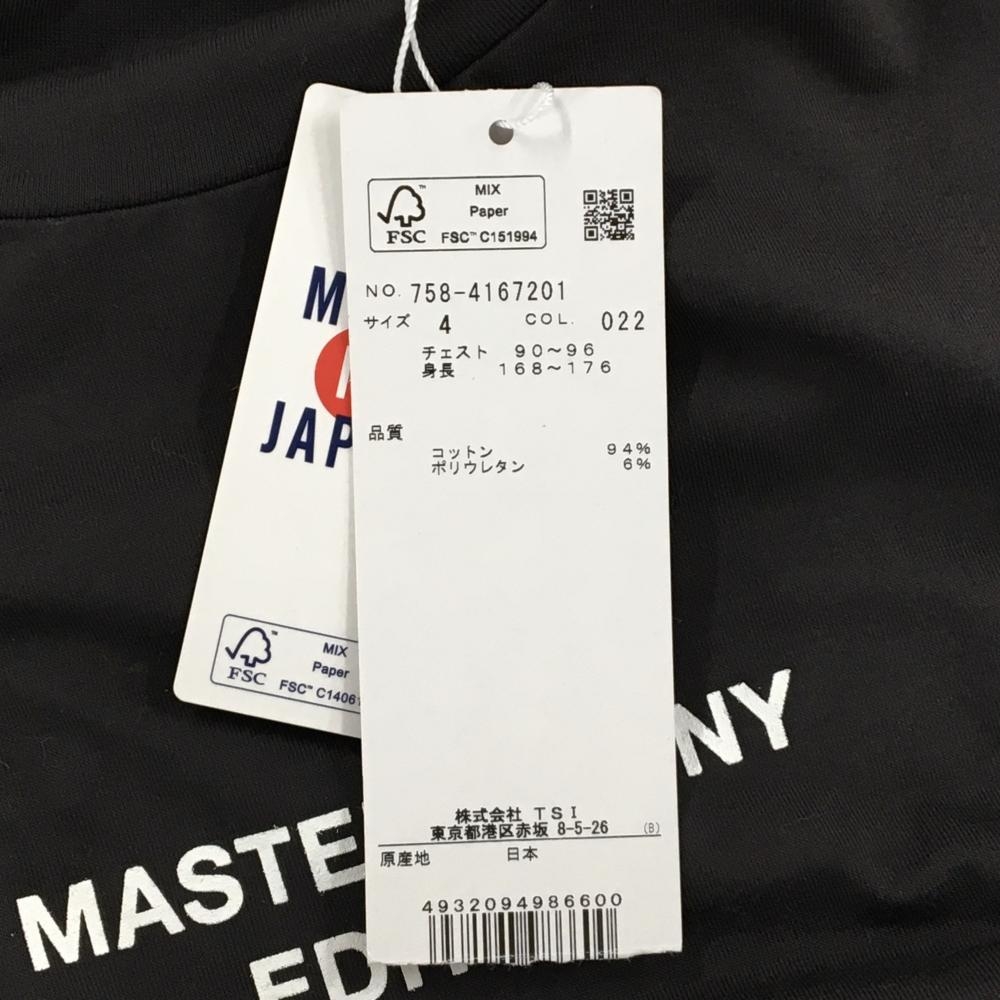 MIX
Paper
FSC™ C151994
FSC
NO. 758-4167201
サイズ 4 COL. 022
チェスト 90～96
身長 168～176
品質
コットン 94%
ポリウレタン 6%
株式会社 TSI
東京都港区赤坂 8-5-26 (B)
原産地 日本
4932094986600
M
JAP
MIX
Paper
FSC™ C1406
FSC
MASTE
NY